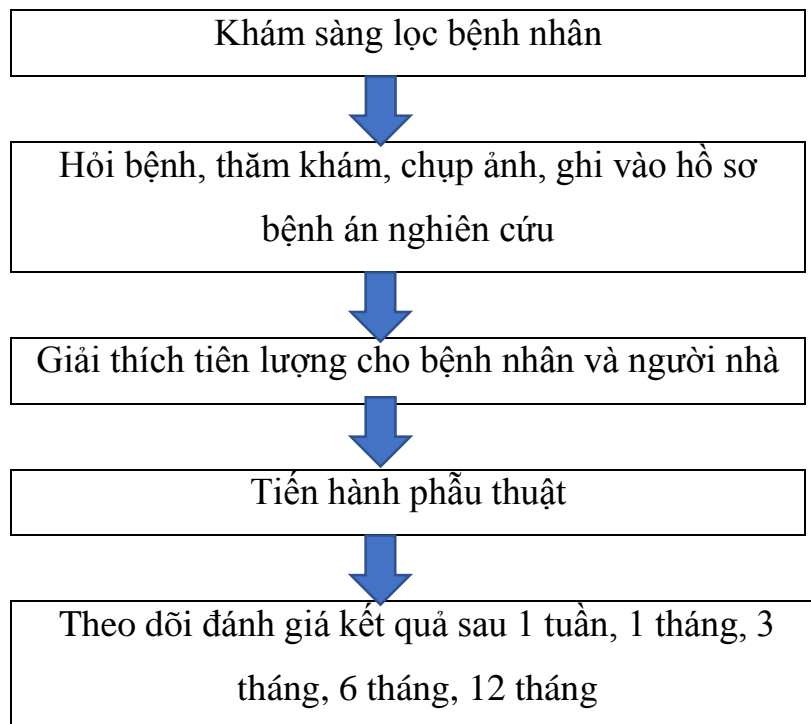 Khám sàng lọc bệnh nhân
Hỏi bệnh, thăm khám, chụp ảnh, ghi vào hồ sơ
bệnh án nghiên cứu
Giải thích tiên lượng cho bệnh nhân và người nhà
Tiến hành phẫu thuật
Theo dõi đánh giá kết quả sau 1 tuần, 1 tháng, 3
tháng, 6 tháng, 12 tháng